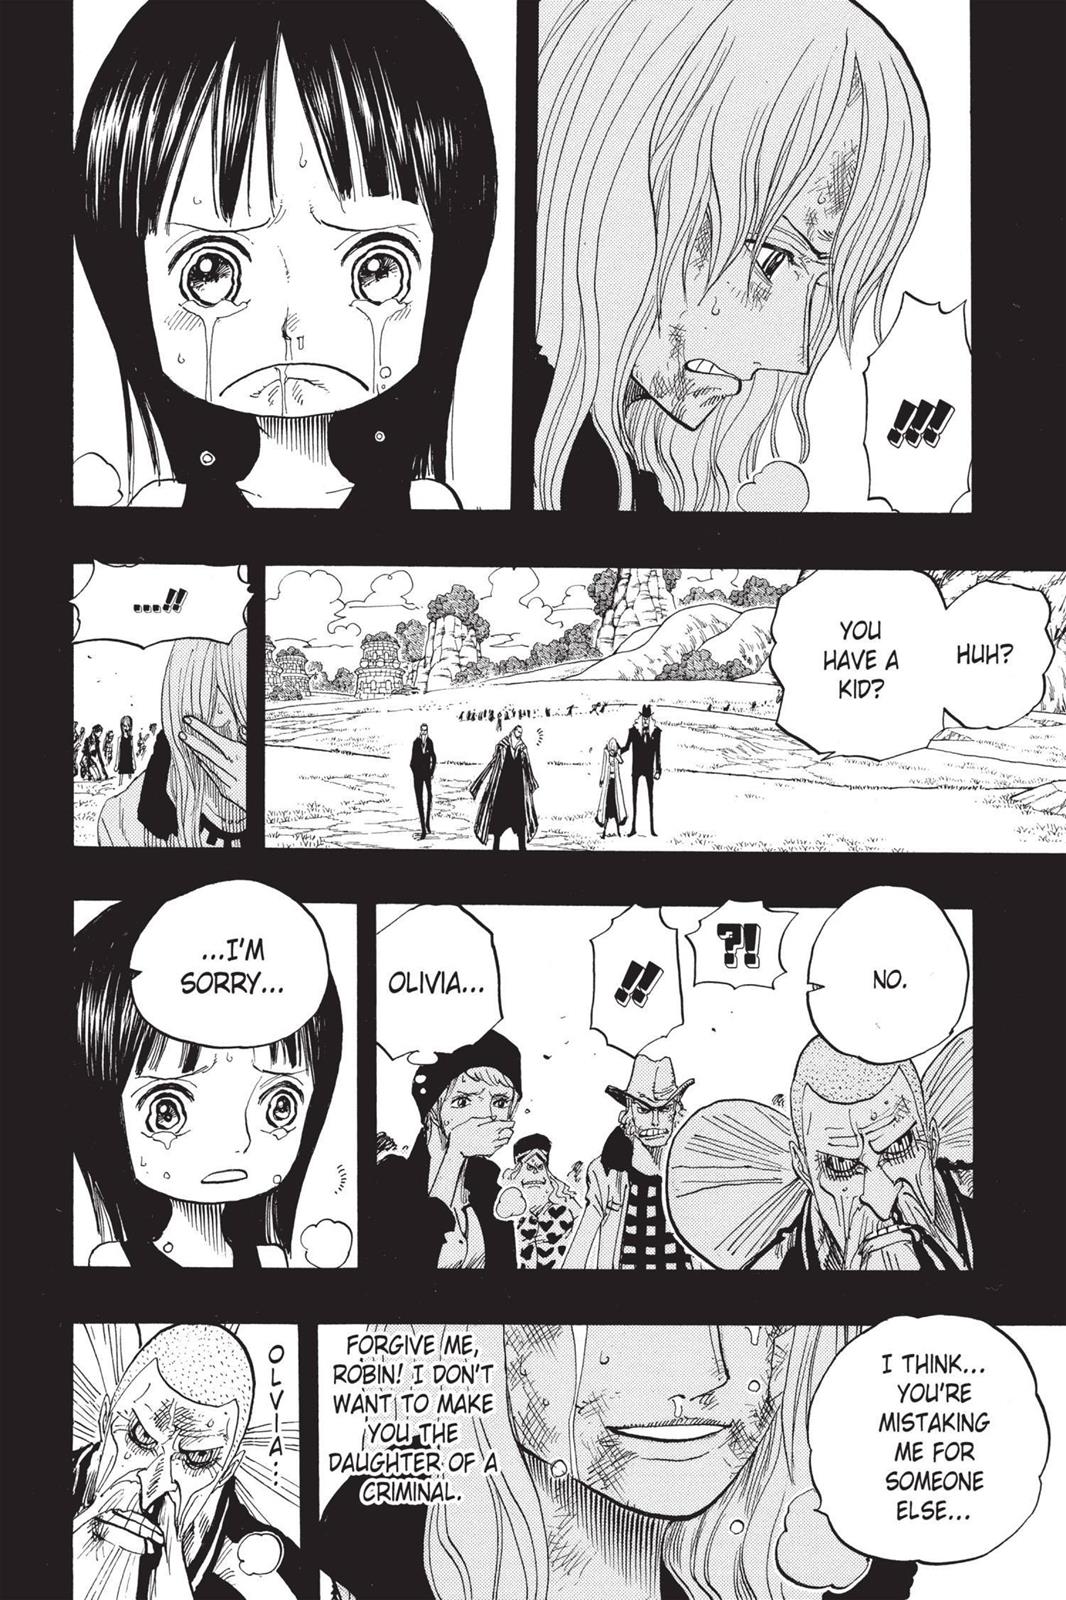 !!!
HUH?
YOU
HAVE A
KID?
....!!
NO.
?!
!!
OLIVIA...
...I'M
SORRY...
I THINK...
YOU'RE
MISTAKING
ME FOR
SOMEONE
ELSE...
FORGIVE ME,
ROBIN! I DON'T
WANT TO MAKE
YOU THE
DAUGHTER OF A
CRIMINAL.
OLVIA...